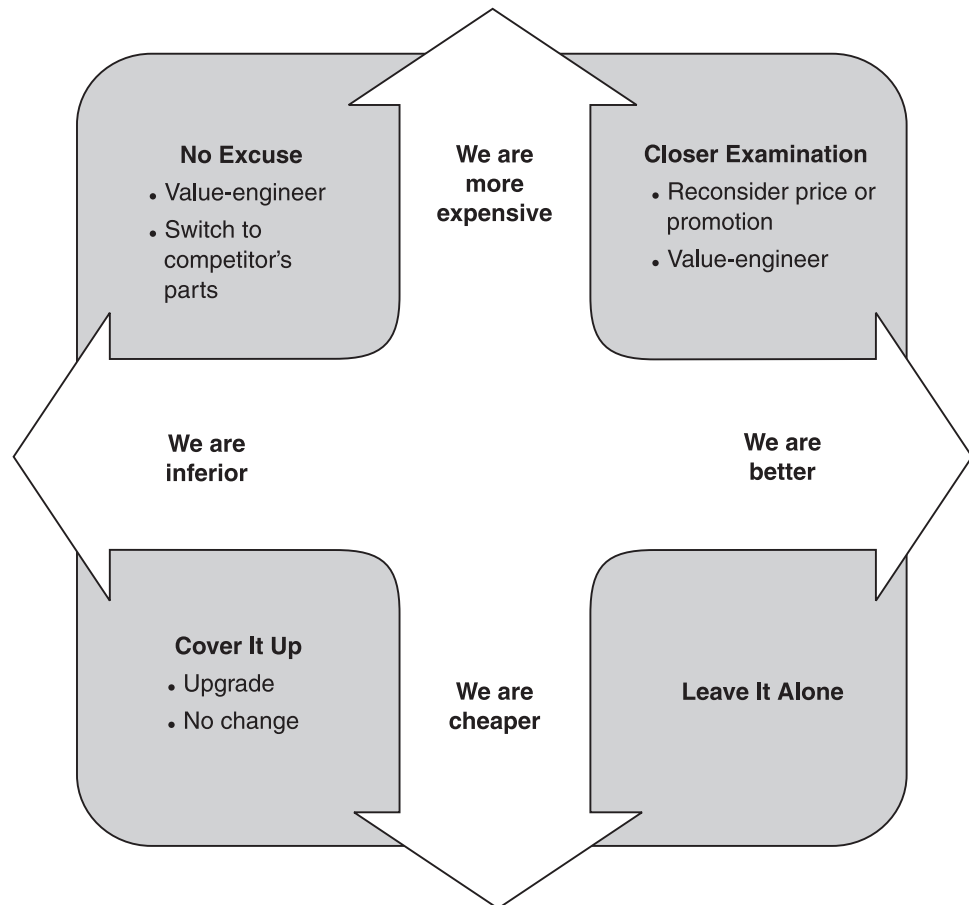 No Excuse
• Value-engineer
• Switch to
competitor’s
parts
We are
more
expensive
Closer Examination
• Reconsider price or
promotion
• Value-engineer
We are
inferior
We are
better
Cover It Up
• Upgrade
• No change
We are
cheaper
Leave It Alone